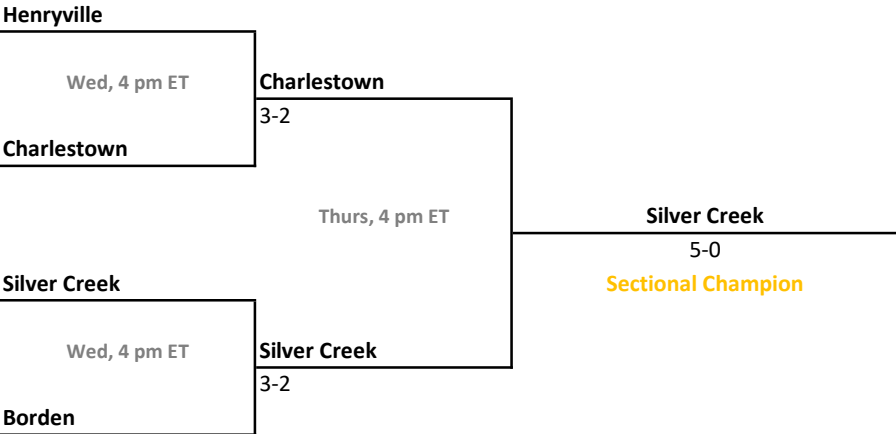 Henryville
Wed, 4 pm ET
Charlestown
3-2
Charlestown
Thurs, 4 pm ET
Silver Creek
5-0
Sectional Champion
Silver Creek
Wed, 4 pm ET
Silver Creek
3-2
Borden